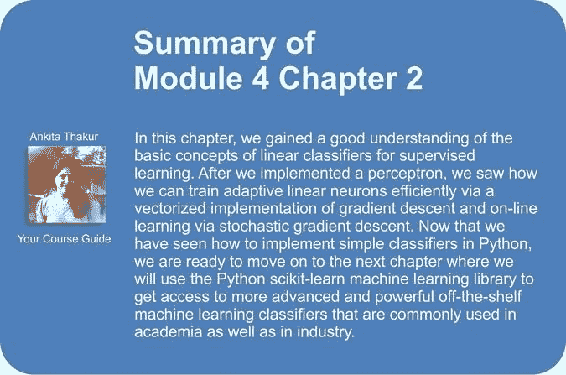 Summary of
Module 4 Chapter 2
Ankita Thakur
Your Course Guide
In this chapter, we gained a good understanding of the
basic concepts of linear classifiers for supervised
learning. After we implemented a perceptron, we saw how
we can train adaptive linear neurons efficiently via a
vectorized implementation of gradient descent and on-line
learning via stochastic gradient descent. Now that we
have seen how to implement simple classifiers in Python,
we are ready to move on to the next chapter where we
will use the Python scikit-learn machine learning library to
get access to more advanced and powerful off-the-shelf
machine learning classifiers that are commonly used in
academia as well as in industry.